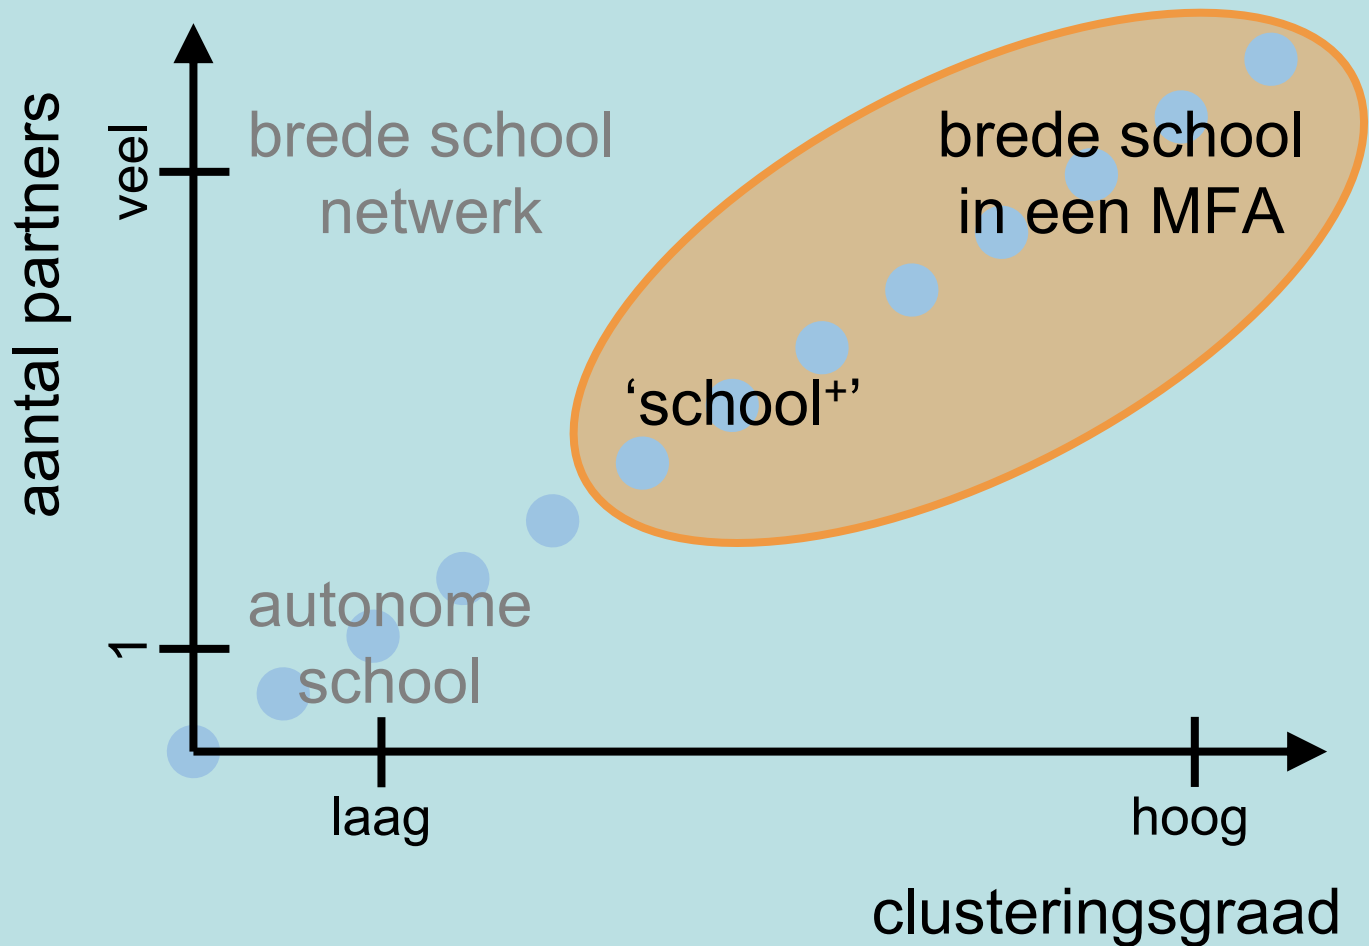 aantal partners
veel
1
brede school
netwerk
brede school
in een MFA
‘school⁺’
autonome
school
laag
hoog
clusteringsgraad